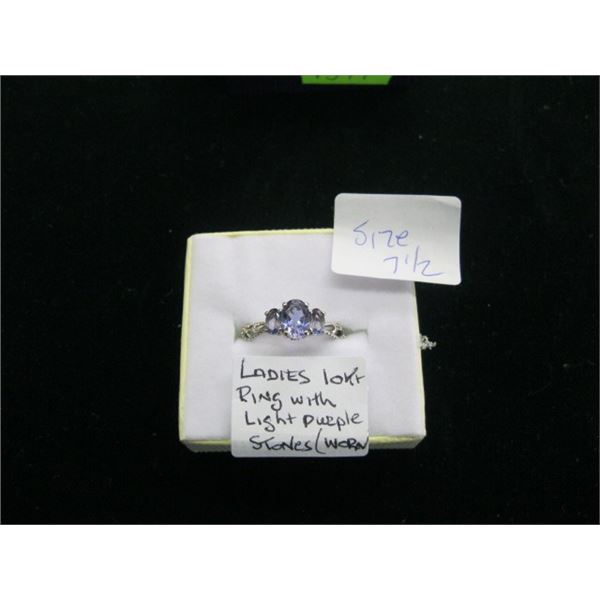 Size
7 1/2
LADIES 10Kt
RING with
Light purple
Stones (WORN